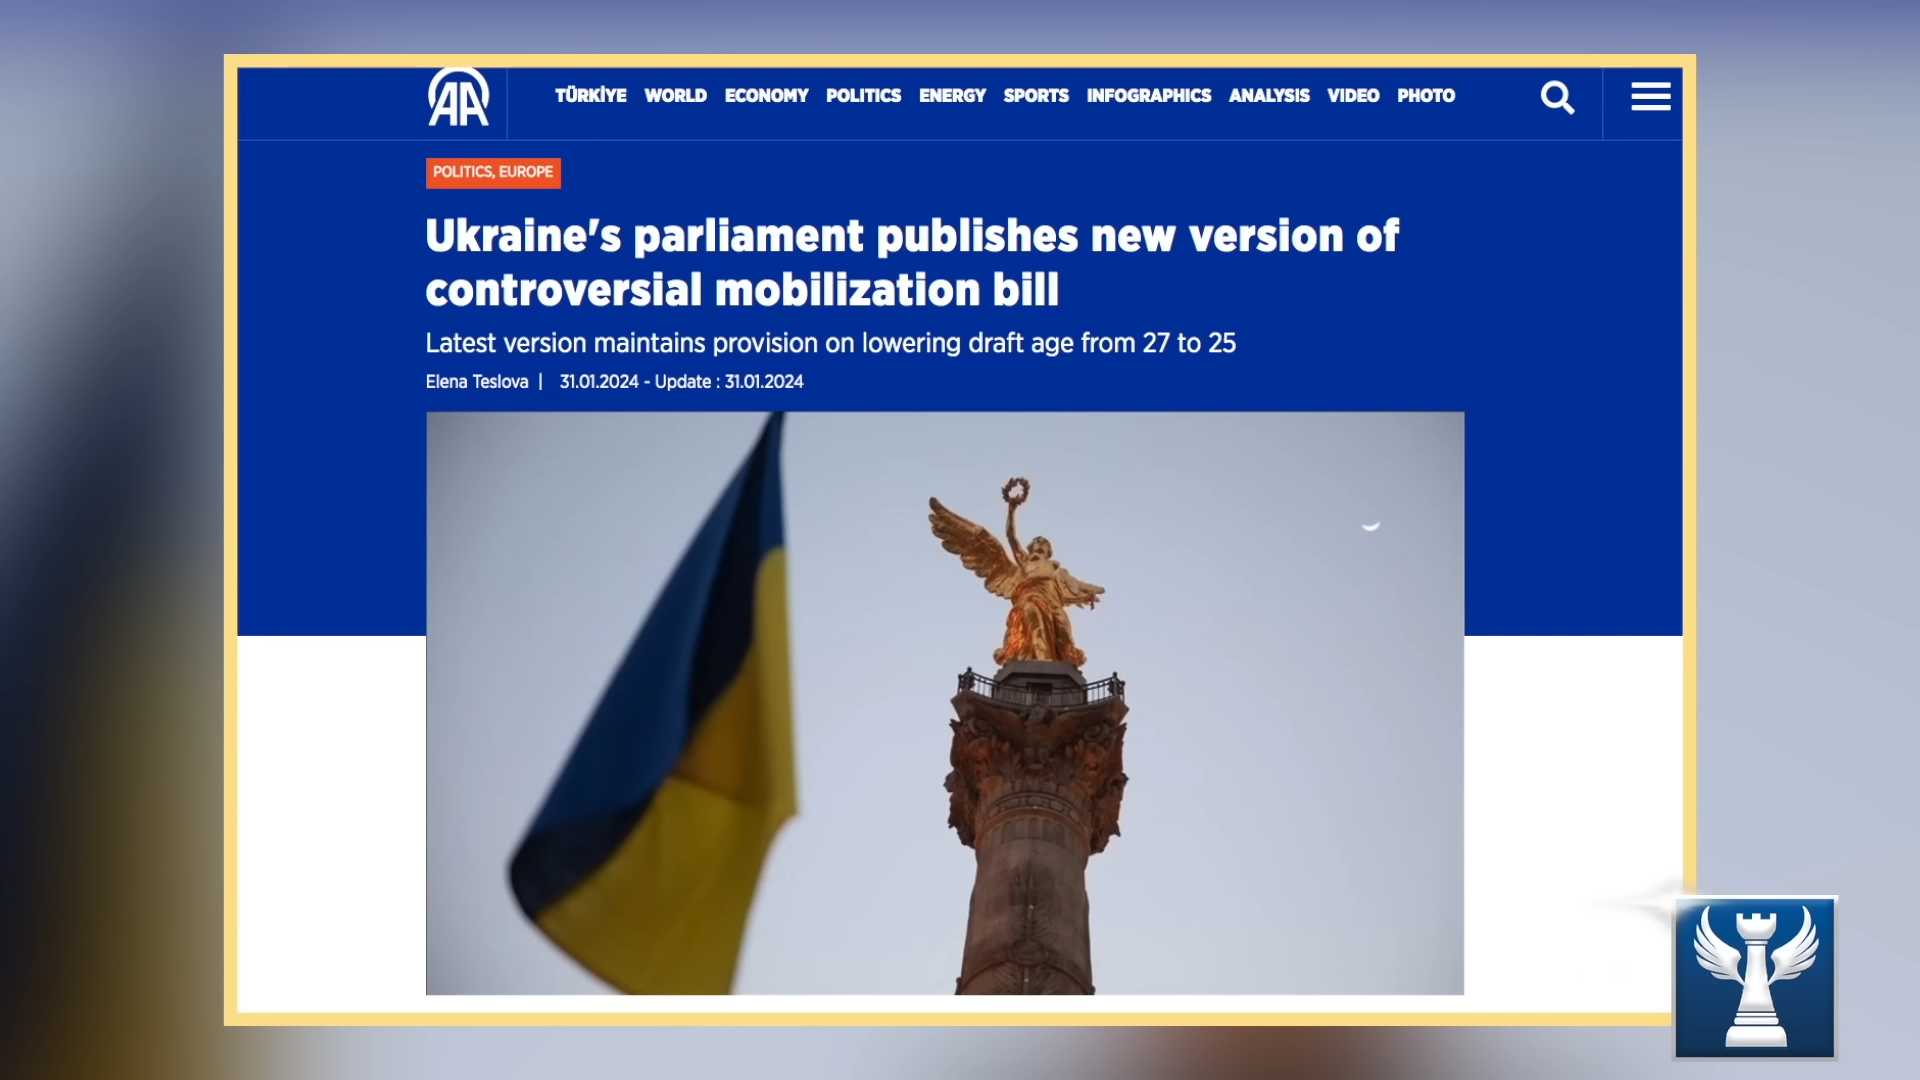 AA
TÜRKİYE WORLD ECONOMY POLITICS ENERGY SPORTS INFOGRAPHICS ANALYSIS VIDEO PHOTO
POLITICS, EUROPE
Ukraine's parliament publishes new version of
controversial mobilization bill
Latest version maintains provision on lowering draft age from 27 to 25
Elena Teslova | 31.01.2024 - Update : 31.01.2024